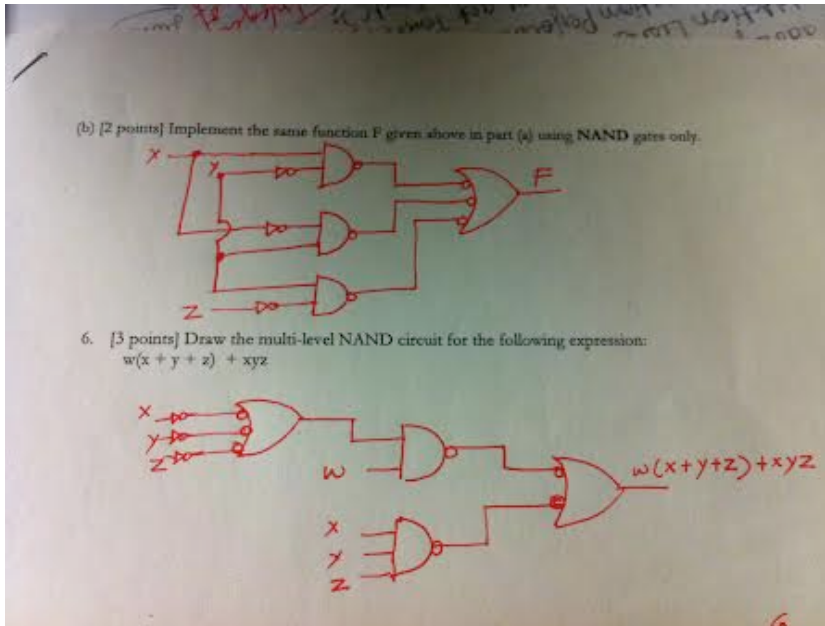 (b) [2 points] Implement the same function F given above in part (a) using NAND gates only.
X
Y
F
Z
6. [3 points] Draw the multi-level NAND circuit for the following expression:
w(x + y + z) + xyz
X
Y
Z
W
w(x+y+z)+xyz
X
Y
Z